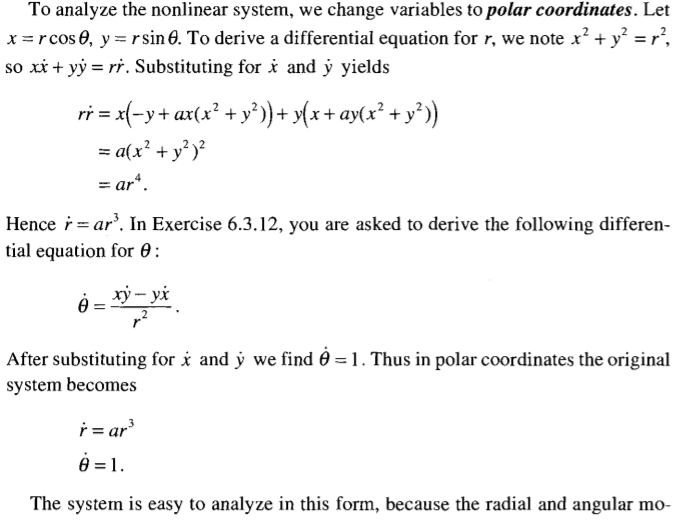 To analyze the nonlinear system, we change variables to polar coordinates. Let
x = r cos θ, y = r sin θ. To derive a differential equation for r, we note x² + y² = r²,
so xẋ + yẏ = rṙ. Substituting for ẋ and ẏ yields
rṙ = x(−y + ax(x² + y²)) + y(x + ay(x² + y²))
= a(x² + y²)²
= ar⁴.
Hence ṙ = ar³. In Exercise 6.3.12, you are asked to derive the following differen-
tial equation for θ:
θ̇ = (xẏ − yẋ) / r².
After substituting for ẋ and ẏ we find θ̇ = 1. Thus in polar coordinates the original
system becomes
ṙ = ar³
θ̇ = 1.
The system is easy to analyze in this form, because the radial and angular mo-